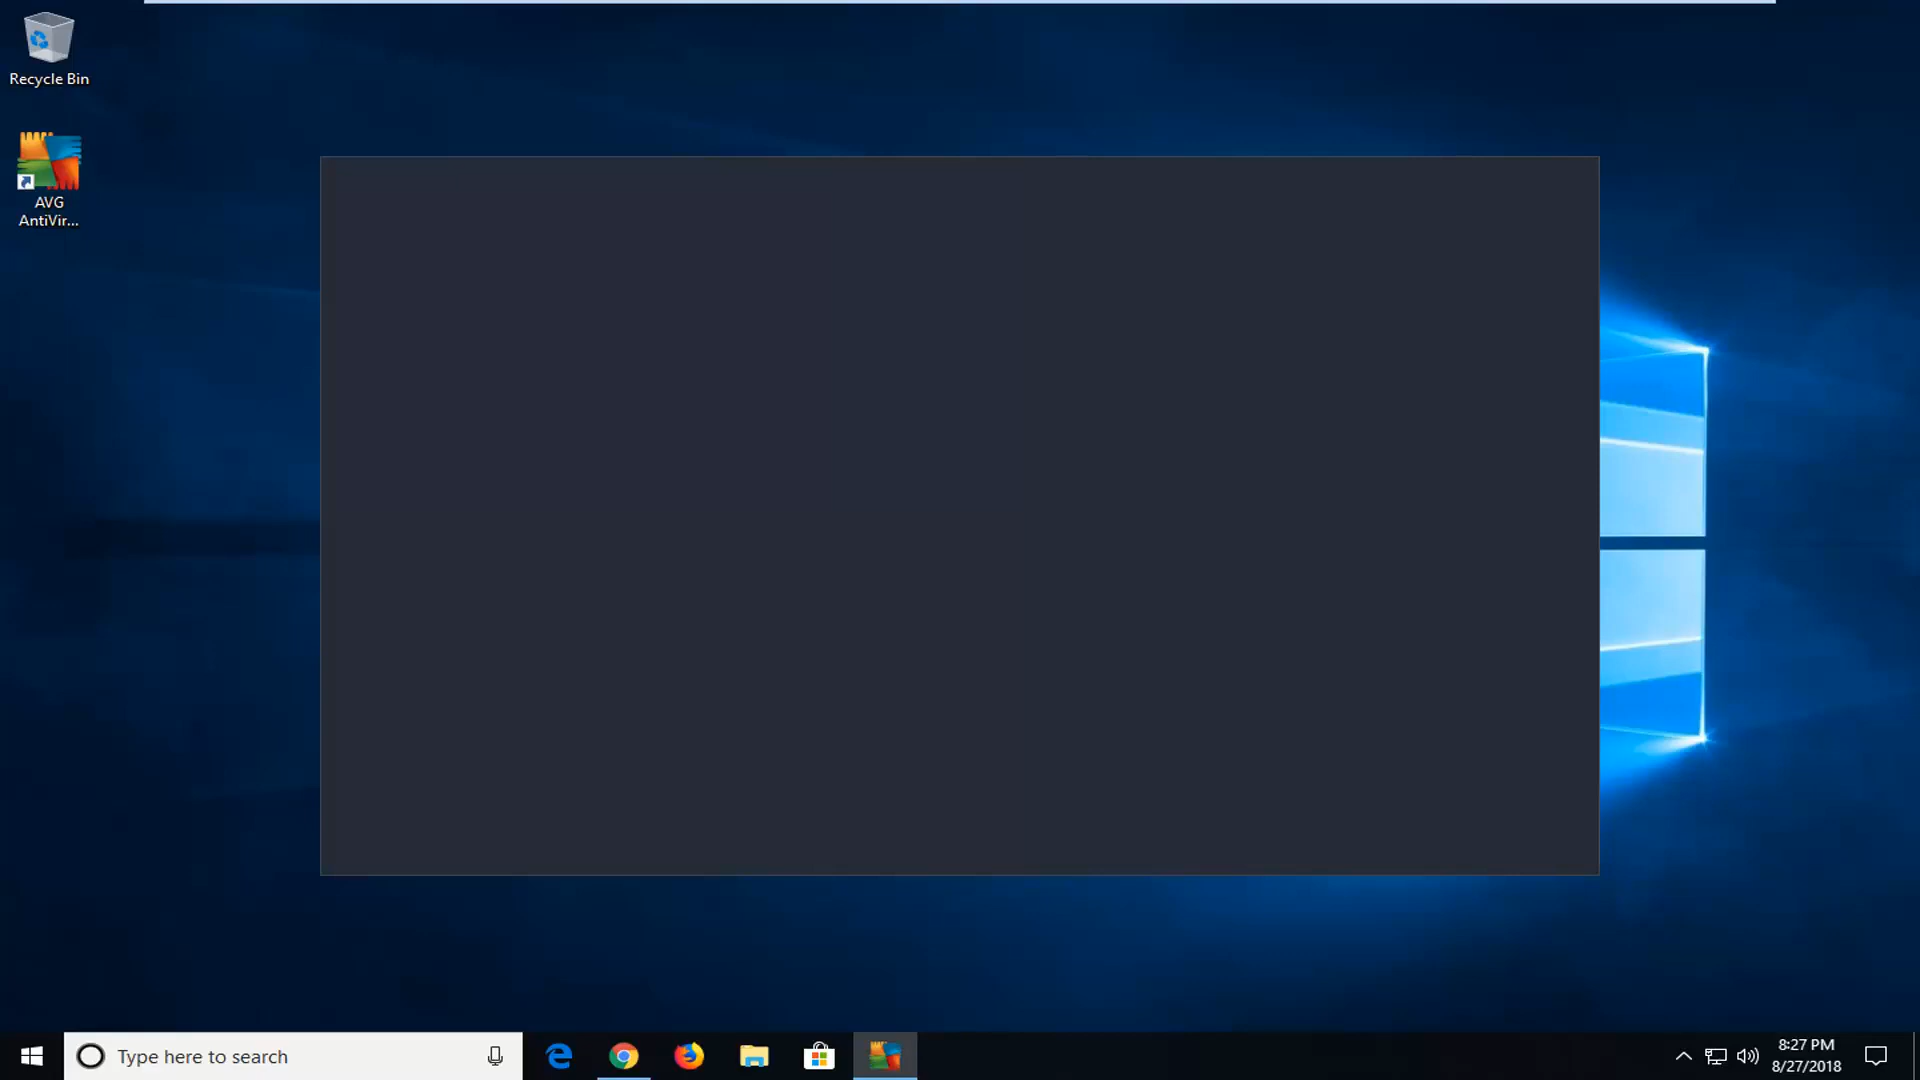 Recycle Bin
AVG
AntiVir...
Type here to search
8:27 PM
8/27/2018